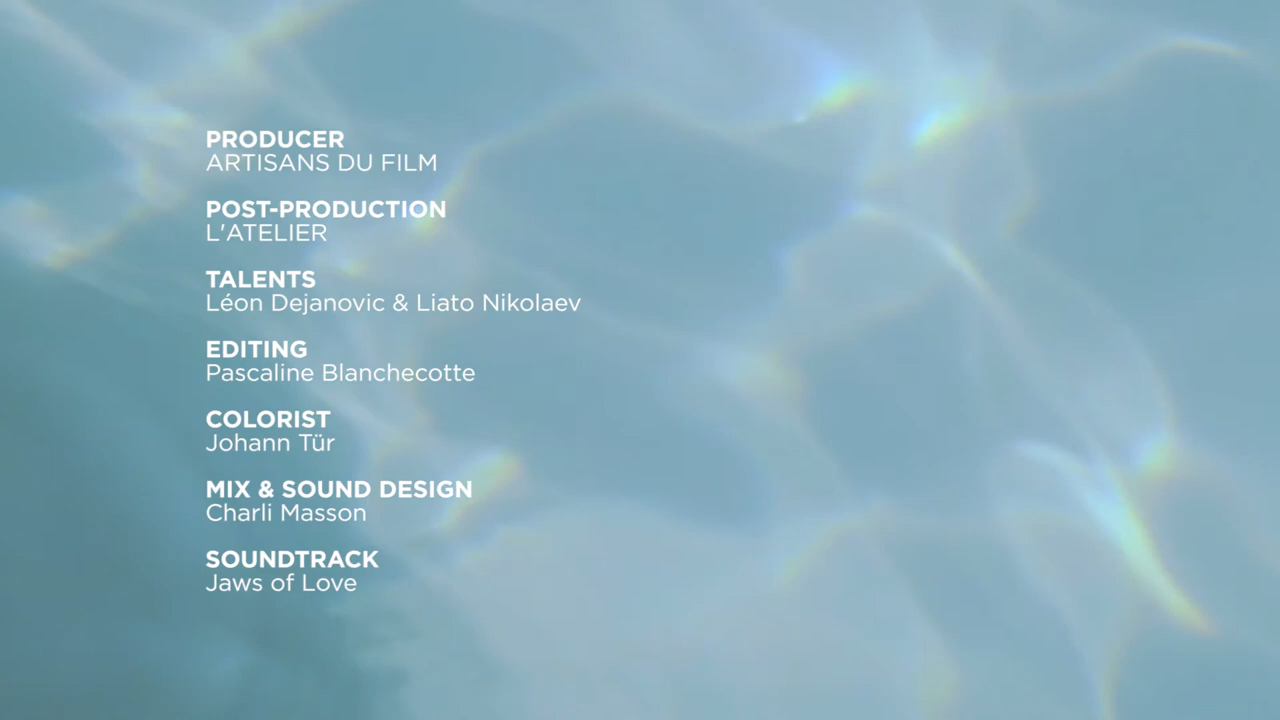 PRODUCER
ARTISANS DU FILM
POST-PRODUCTION
L'ATELIER
TALENTS
Léon Dejanovic & Liato Nikolaev
EDITING
Pascaline Blanchecotte
COLORIST
Johann Tür
MIX & SOUND DESIGN
Charli Masson
SOUNDTRACK
Jaws of Love